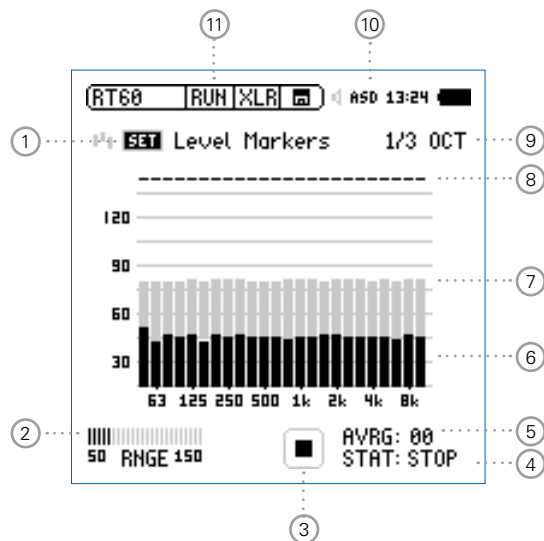 11 10
RT60 RUN XLR ASD 13:24
1 SET Level Markers 1/3 OCT 9
8
120
90 7
60
30 6
63 125 250 500 1k 2k 4k 8k
2 AVRG: 00 5
50 RNGE 150 STAT: STOP 4
3